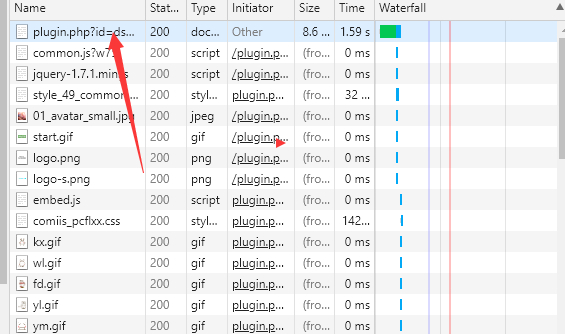 Name Stat... Type Initiator Size Time Waterfall
plugin.php?id=ds... 200 doc... Other 8.6 ... 1.59 s
common.js?w7 200 script /plugin.p... (fro... 0 ms
jquery-1.7.1.min.js 200 script /plugin.p... (fro... 0 ms
style_49_common... 200 styl... plugin.p... (fro... 32 ...
01_avatar_small.jpg 200 jpeg /plugin.p... (fro... 0 ms
start.gif 200 gif /plugin.p... (fro... 0 ms
logo.png 200 png /plugin.p... (fro... 0 ms
logo-s.png 200 png plugin.p... (fro... 0 ms
embed.js 200 script plugin.p... (fro... 0 ms
comiis_pcflxx.css 200 styl... plugin.p... (fro... 142...
kx.gif 200 gif plugin.p... (fro... 0 ms
wl.gif 200 gif plugin.p... (fro... 0 ms
fd.gif 200 gif plugin.p... (fro... 0 ms
yl.gif 200 gif plugin.p... (fro... 0 ms
ym.gif 200 gif plugin.p... (fro... 0 ms